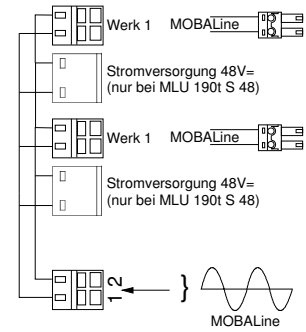 Werk 1 MOBALine
Stromversorgung 48V=
(nur bei MLU 190t S 48)
Werk 1 MOBALine
Stromversorgung 48V=
(nur bei MLU 190t S 48)
1 2
}
MOBALine